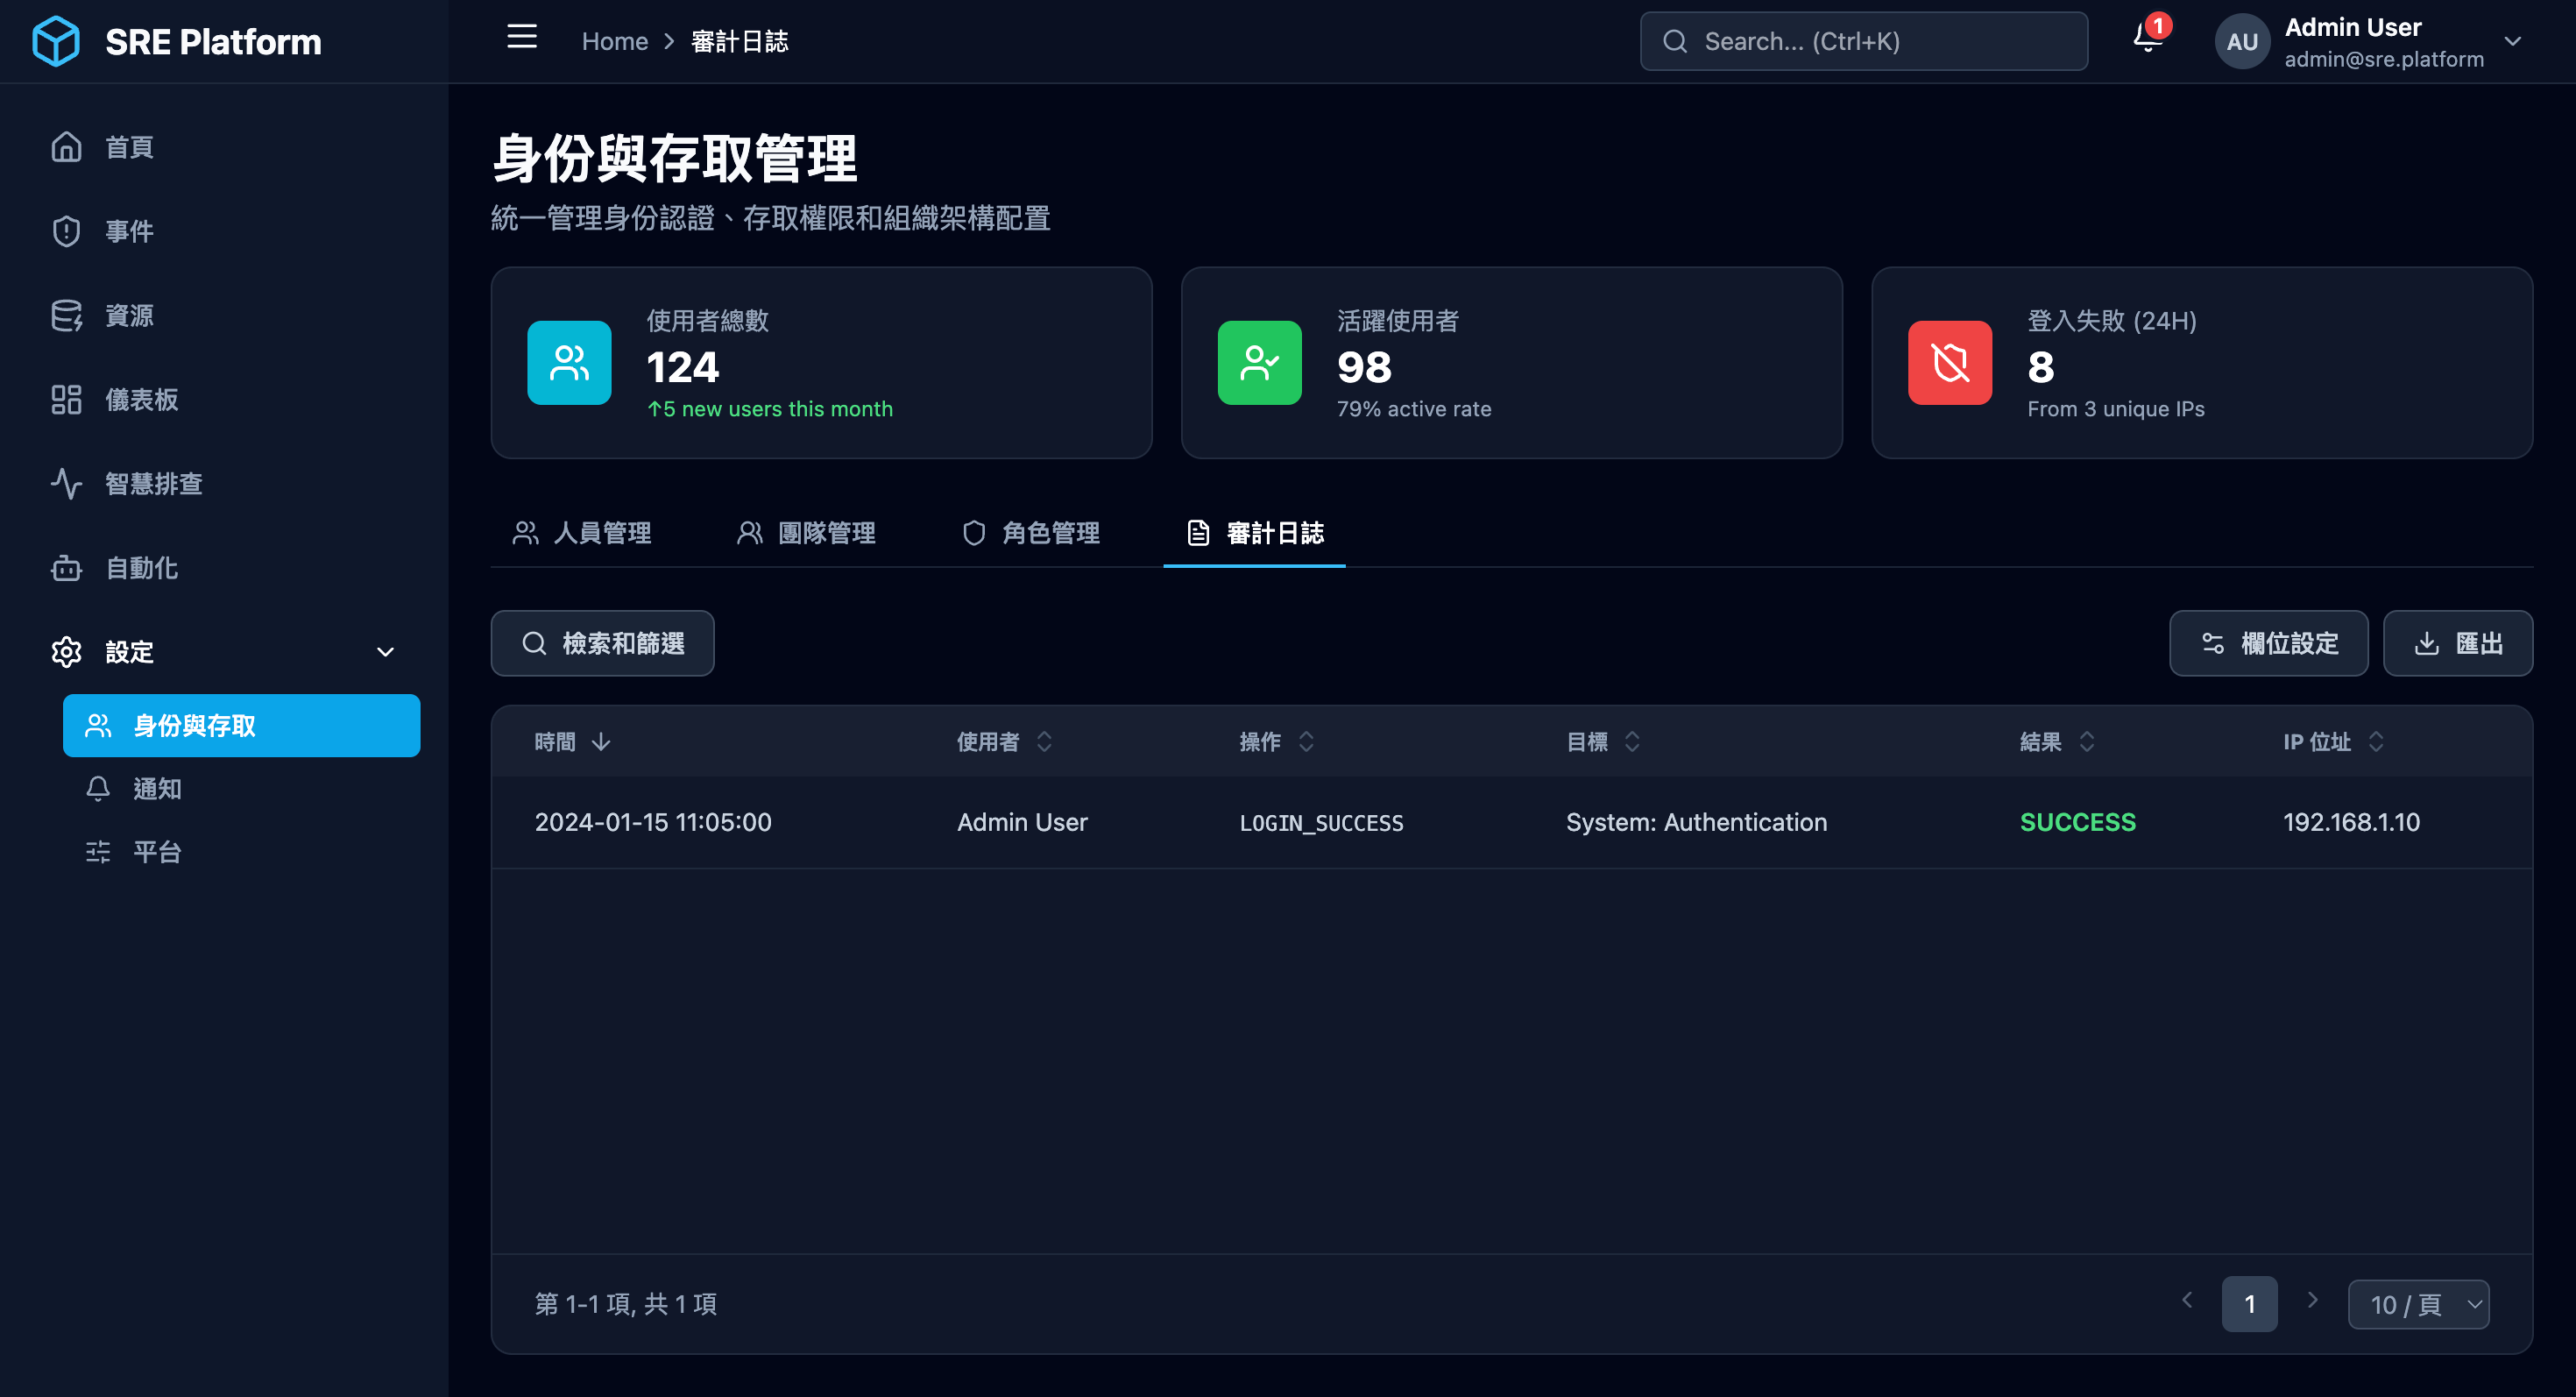 SRE Platform
Home > 審計日誌
Search... (Ctrl+K)
1
AU
Admin User
admin@sre.platform
首頁
事件
資源
儀表板
智慧排查
自動化
設定
身份與存取
通知
平台
身份與存取管理
統一管理身份認證、存取權限和組織架構配置
使用者總數
124
↑5 new users this month
活躍使用者
98
79% active rate
登入失敗 (24H)
8
From 3 unique IPs
人員管理
團隊管理
角色管理
審計日誌
檢索和篩選
欄位設定
匯出
時間 使用者 操作 目標 結果 IP 位址
2024-01-15 11:05:00 Admin User LOGIN_SUCCESS System: Authentication SUCCESS 192.168.1.10
第 1-1 項, 共 1 項
1
10 / 頁